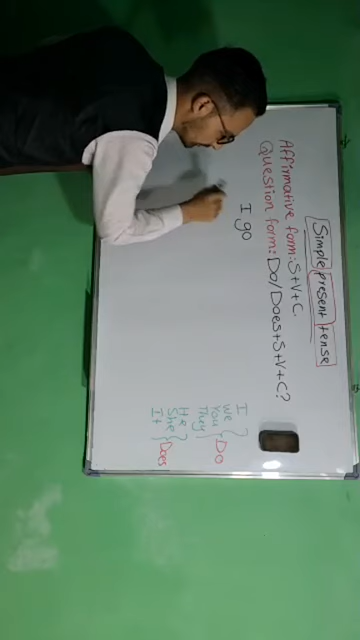 Simple present tense
Affirmative form: S+V+C
Question form: Do/Does+S+V+C?
I go
I
We
You
They
Do
He
She
It
Does